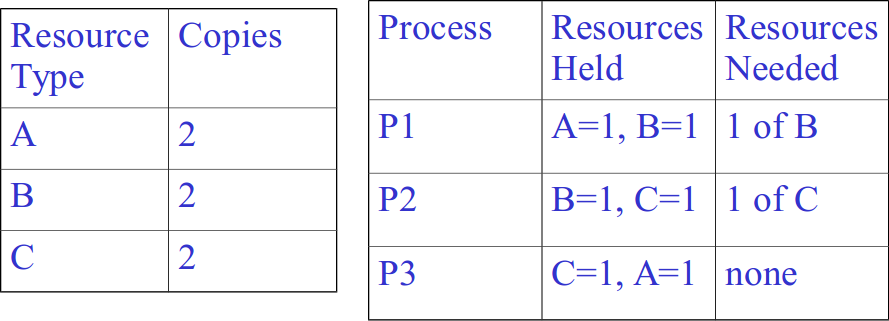 Resource Type Copies
A 2
B 2
C 2
Process Resources Held Resources Needed
P1 A=1, B=1 1 of B
P2 B=1, C=1 1 of C
P3 C=1, A=1 none